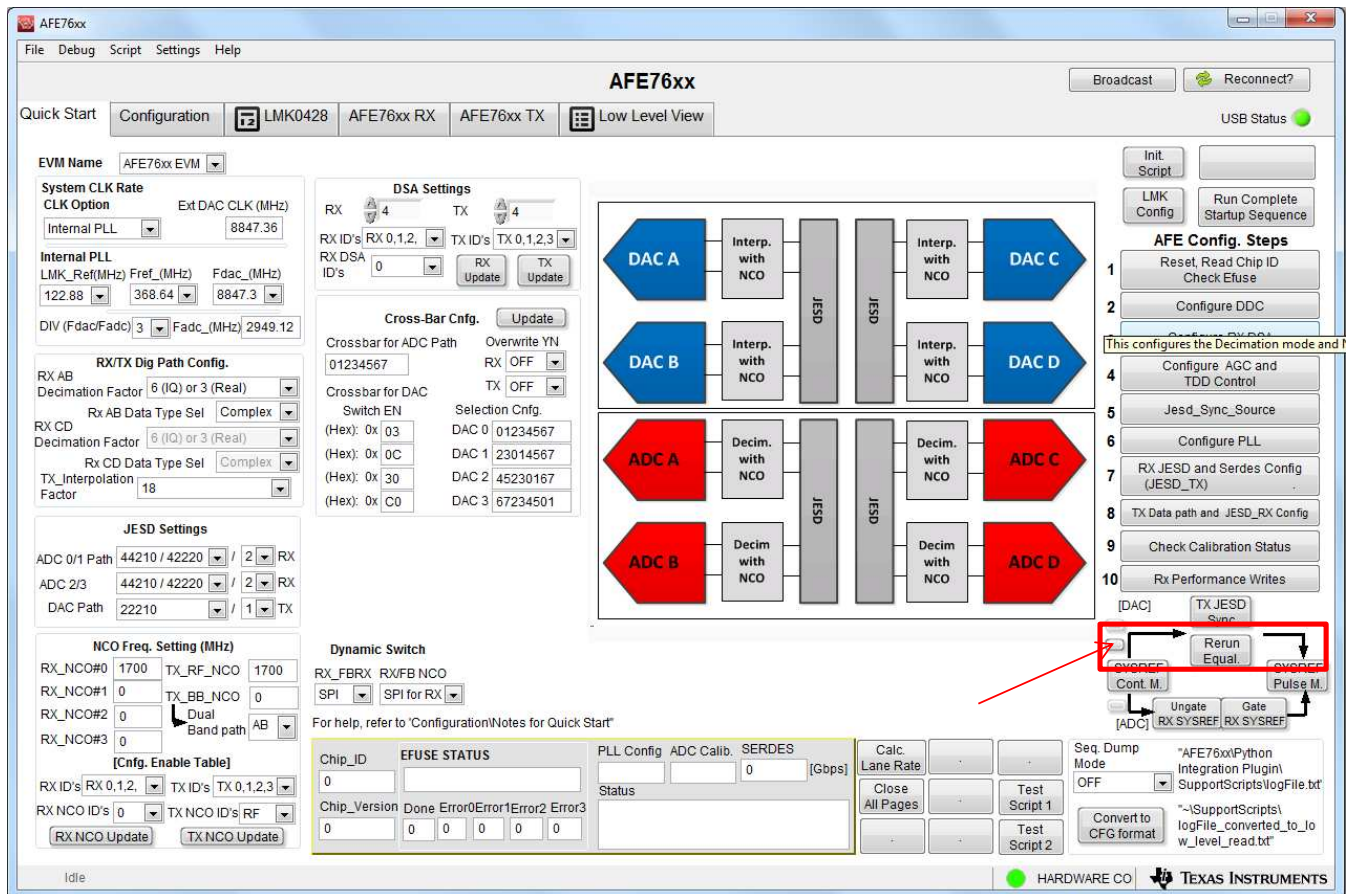 AFE76xx
File Debug Script Settings Help
AFE76xx
Broadcast
Reconnect?
Quick Start
Configuration
LMK0428
AFE76xx RX
AFE76xx TX
Low Level View
USB Status
EVM Name AFE76xx EVM
System CLK Rate
CLK Option Ext DAC CLK (MHz)
Internal PLL 8847.36
Internal PLL
LMK_Ref(MHz) Fref_(MHz) Fdac_(MHz)
122.88 368.64 8847.3
DIV (Fdac/Fadc) 3 Fadc_(MHz) 2949.12
RX/TX Dig Path Config.
RX AB
Decimation Factor 6 (IQ) or 3 (Real)
Rx AB Data Type Sel Complex
RX CD
Decimation Factor 6 (IQ) or 3 (Real)
Rx CD Data Type Sel Complex
TX_Interpolation
Factor 18
JESD Settings
ADC 0/1 Path 44210 / 42220 / 2 RX
ADC 2/3 44210 / 42220 / 2 RX
DAC Path 22210 / 1 TX
NCO Freq. Setting (MHz)
RX_NCO#0 1700 TX_RF_NCO 1700
RX_NCO#1 0 TX_BB_NCO 0
RX_NCO#2 0 Dual
Band path AB
RX_NCO#3 0
[Cnfg. Enable Table]
RX ID's RX 0,1,2, TX ID's TX 0,1,2,3
RX NCO ID's 0 TX NCO ID's RF
RX NCO Update TX NCO Update
DSA Settings
RX 4 TX 4
RX ID's RX 0,1,2, TX ID's TX 0,1,2,3
RX DSA
ID's 0
RX
Update
TX
Update
Cross-Bar Cnfg. Update
Crossbar for ADC Path Overwrite YN
01234567 RX OFF
TX OFF
Crossbar for DAC
Switch EN Selection Cnfg.
(Hex): 0x 03 DAC 0 01234567
(Hex): 0x 0C DAC 1 23014567
(Hex): 0x 30 DAC 2 45230167
(Hex): 0x C0 DAC 3 67234501
Dynamic Switch
RX_FBRX RX/FB NCO
SPI SPI for RX
For help, refer to 'Configuration\Notes for Quick Start"
DAC A
Interp.
with
NCO
JESD
JESD
Interp.
with
NCO
DAC C
DAC B
Interp.
with
NCO
Interp.
with
NCO
DAC D
ADC A
Decim.
with
NCO
JESD
JESD
Decim.
with
NCO
ADC C
ADC B
Decim
with
NCO
Decim
with
NCO
ADC D
Chip_ID
0
Chip_Version
0
EFUSE STATUS
Done Error0 Error1 Error2 Error3
0 0 0 0 0
PLL Config ADC Calib. SERDES
0 [Gbps]
Status
Calc.
Lane Rate
Close
All Pages
Test
Script 1
Test
Script 2
Init.
Script
LMK
Config
Run Complete
Startup Sequence
AFE Config. Steps
1 Reset, Read Chip ID
Check Efuse
2 Configure DDC
This configures the Decimation mode and
4 Configure AGC and
TDD Control
5 Jesd_Sync_Source
6 Configure PLL
7 RX JESD and Serdes Config
(JESD_TX) .
8 TX Data path and JESD_RX Config
9 Check Calibration Status
10 Rx Performance Writes
[DAC]
TX JESD
Sync
Rerun
Equal.
SYSREF
Cont. M.
SYSREF
Pulse M.
[ADC]
Ungate
RX SYSREF
Gate
RX SYSREF
Seq. Dump
Mode
OFF
"AFE76xx\Python
Integration Plugin\
SupportScripts\logFile.txt'
Convert to
CFG format
"~\SupportScripts\
logFile_converted_to_lo
w_level_read.txt"
Idle
HARDWARE CO
TEXAS INSTRUMENTS